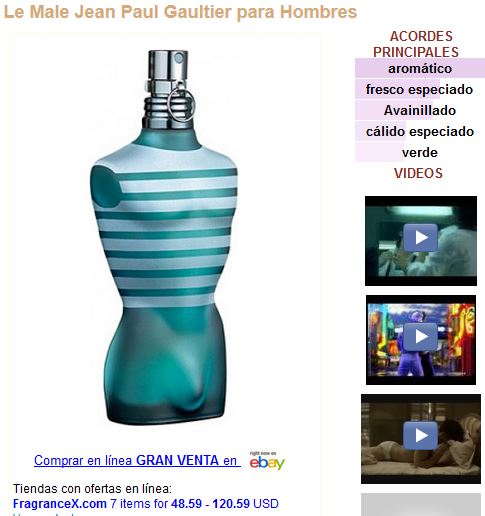 Le Male Jean Paul Gaultier para Hombres
ACORDES
PRINCIPALES
aromático
fresco especiado
Avainillado
cálido especiado
verde
VIDEOS
Comprar en línea GRAN VENTA en
right now on
ebay
Tiendas con ofertas en línea:
FragranceX.com 7 items for 48.59 - 120.59 USD